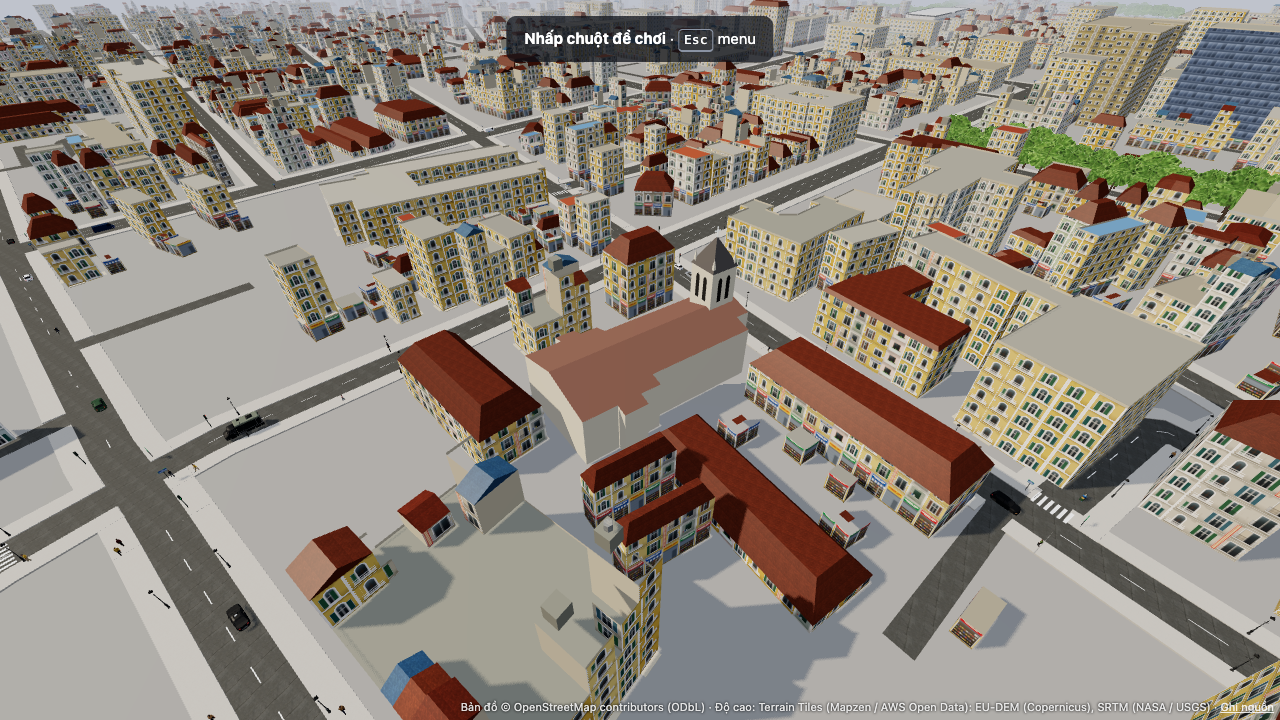 Nhấp chuột để chơi · Esc menu
Bản đồ © OpenStreetMap contributors (ODbL) · Độ cao: Terrain Tiles (Mapzen / AWS Open Data): EU-DEM (Copernicus), SRTM (NASA / USGS) · Ghi nguồn